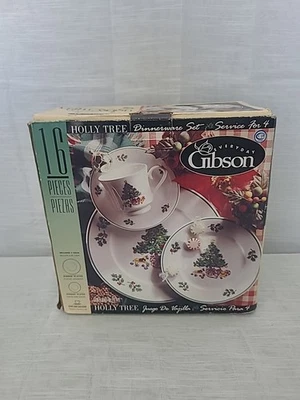 HOLLY TREE Dinnerware Set Service For 4
EVERYDAY
Gibson
16
PIECES
PIEZAS
HOLLY TREE Juego De Vajilla Servicio Para 4